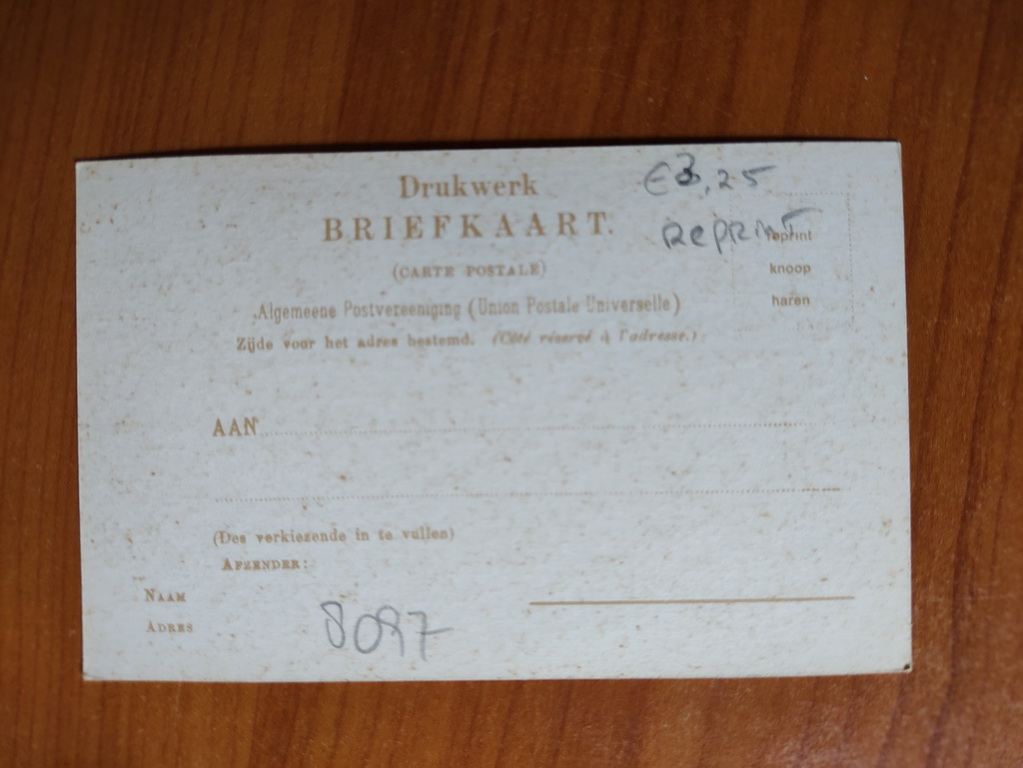 Drukwerk
€3,25
BRIEFKAART.
REPRINT
reprint
(CARTE POSTALE)
knoop
Algemeene Postvereeniging (Union Postale Universelle)
haren
Zijde voor het adres bestemd. (Côté réservé à l'adresse.)
AAN
(Des verkiezende in te vullen)
AFZENDER:
NAAM
ADRES
8097